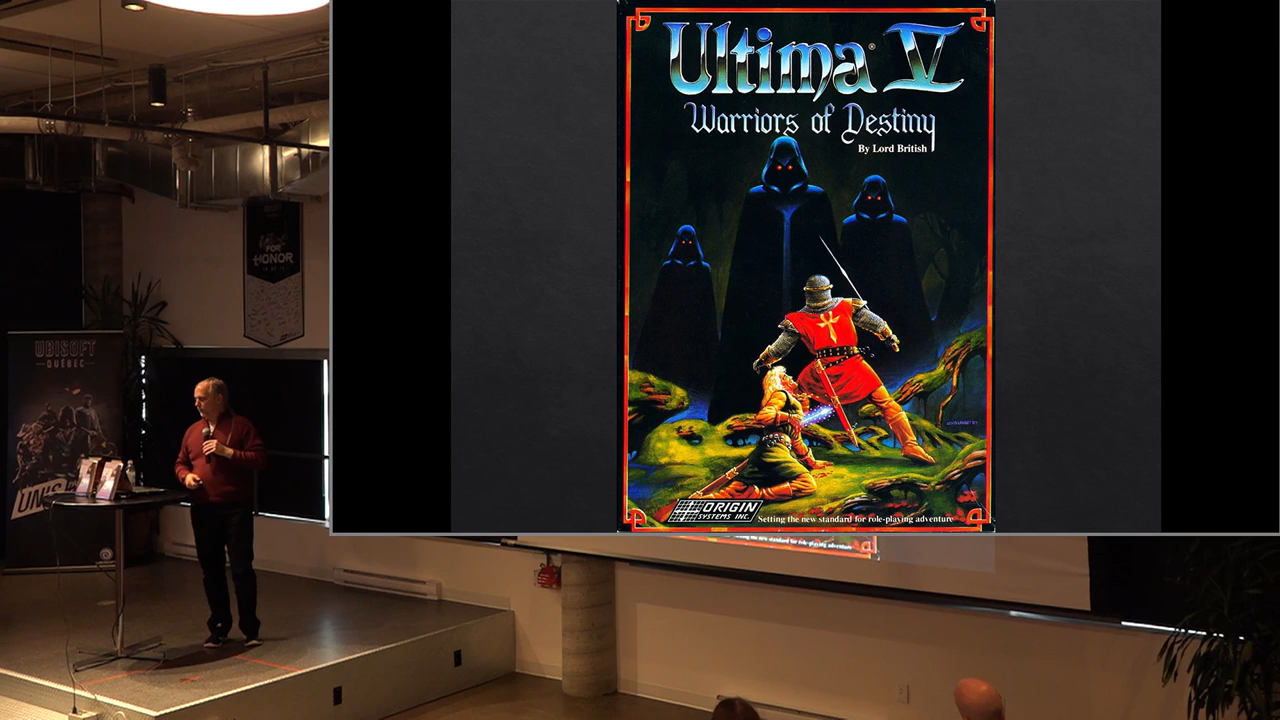 Ultima V
Warriors of Destiny
By Lord British
ORIGIN
SYSTEMS INC.
Setting the new standard for role-playing adventure
FOR
HONOR
UBISOFT
QUÉBEC